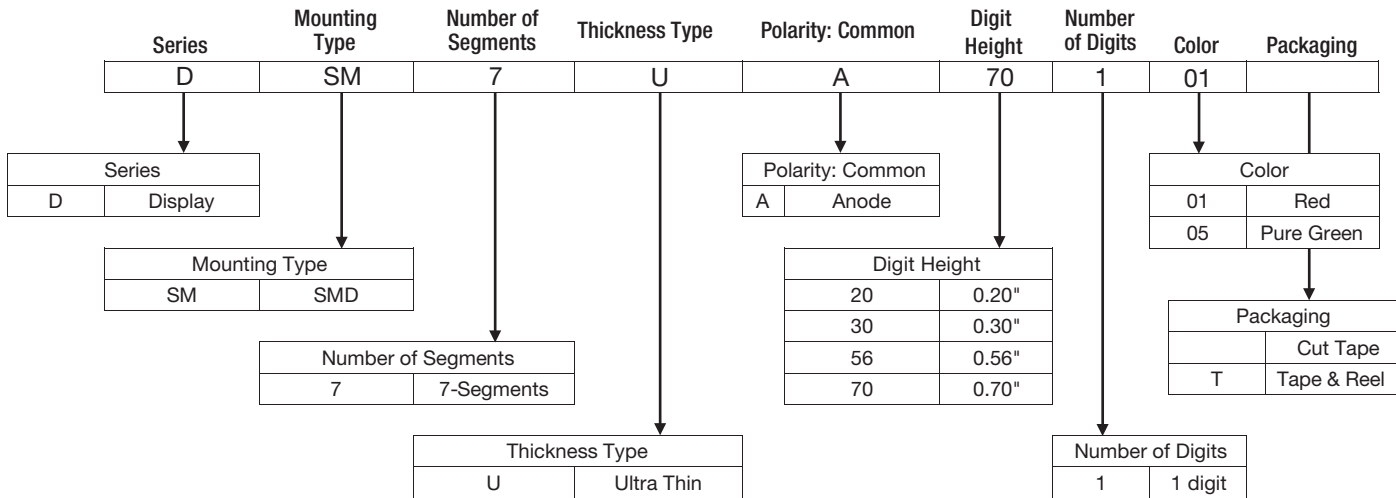 Series Mounting Type Number of Segments Thickness Type Polarity: Common Digit Height Number of Digits Color Packaging
D SM 7 U A 70 1 01
Series
D Display
Polarity: Common
A Anode
Color
01 Red
05 Pure Green
Mounting Type
SM SMD
Digit Height
20 0.20"
30 0.30"
56 0.56"
70 0.70"
Packaging
Cut Tape
T Tape & Reel
Number of Segments
7 7-Segments
Thickness Type
U Ultra Thin
Number of Digits
1 1 digit